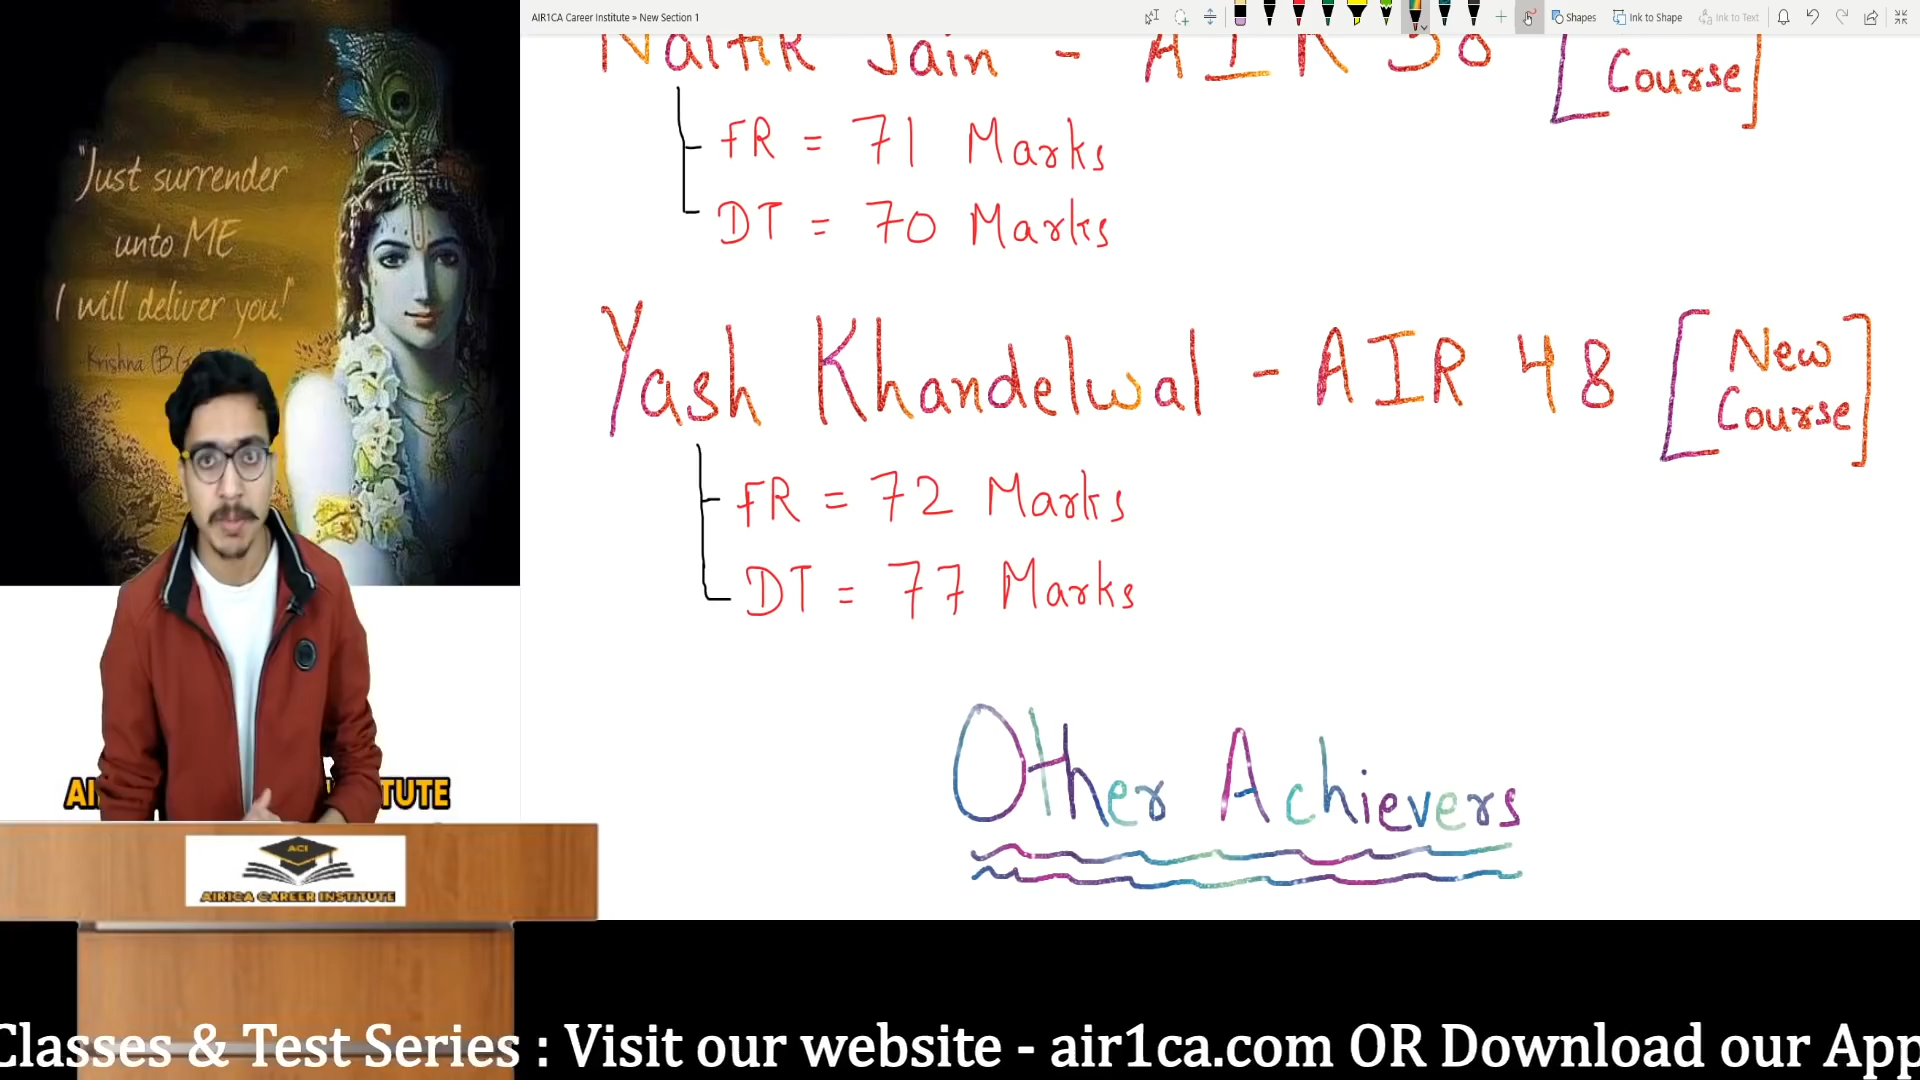 AIR1CA Career Institute » New Section 1
Shapes
Ink to Shape
Ink to Text
"Just surrender
unto ME
I will deliver you!"
Krishna
Naitik Jain - AIR
[ Course ]
FR = 71 Marks
DT = 70 Marks
Yash Khandelwal - AIR 48 [ New Course ]
FR = 72 Marks
DT = 77 Marks
Other Achievers
TUTE
ACI
AIR1CA CAREER INSTITUTE
Classes & Test Series : Visit our website - air1ca.com OR Download our App